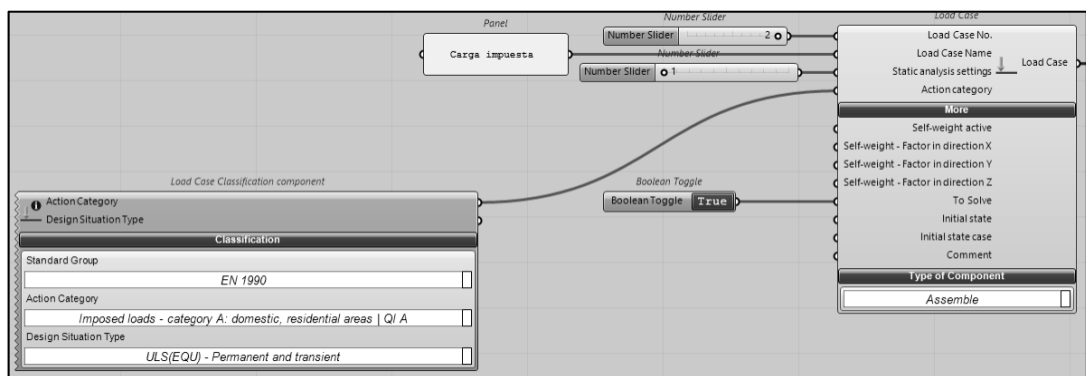 Panel
Carga impuesta
Number Slider
Number Slider 2
Number Slider
Number Slider 1
Load Case
Load Case No.
Load Case Name
Static analysis settings
Action category
Load Case
More
Self-weight active
Self-weight - Factor in direction X
Self-weight - Factor in direction Y
Self-weight - Factor in direction Z
To Solve
Initial state
Initial state case
Comment
Type of Component
Assemble
Boolean Toggle
Boolean Toggle True
Load Case Classification component
Action Category
Design Situation Type
Classification
Standard Group
EN 1990
Action Category
Imposed loads - category A: domestic, residential areas | QI A
Design Situation Type
ULS(EQU) - Permanent and transient